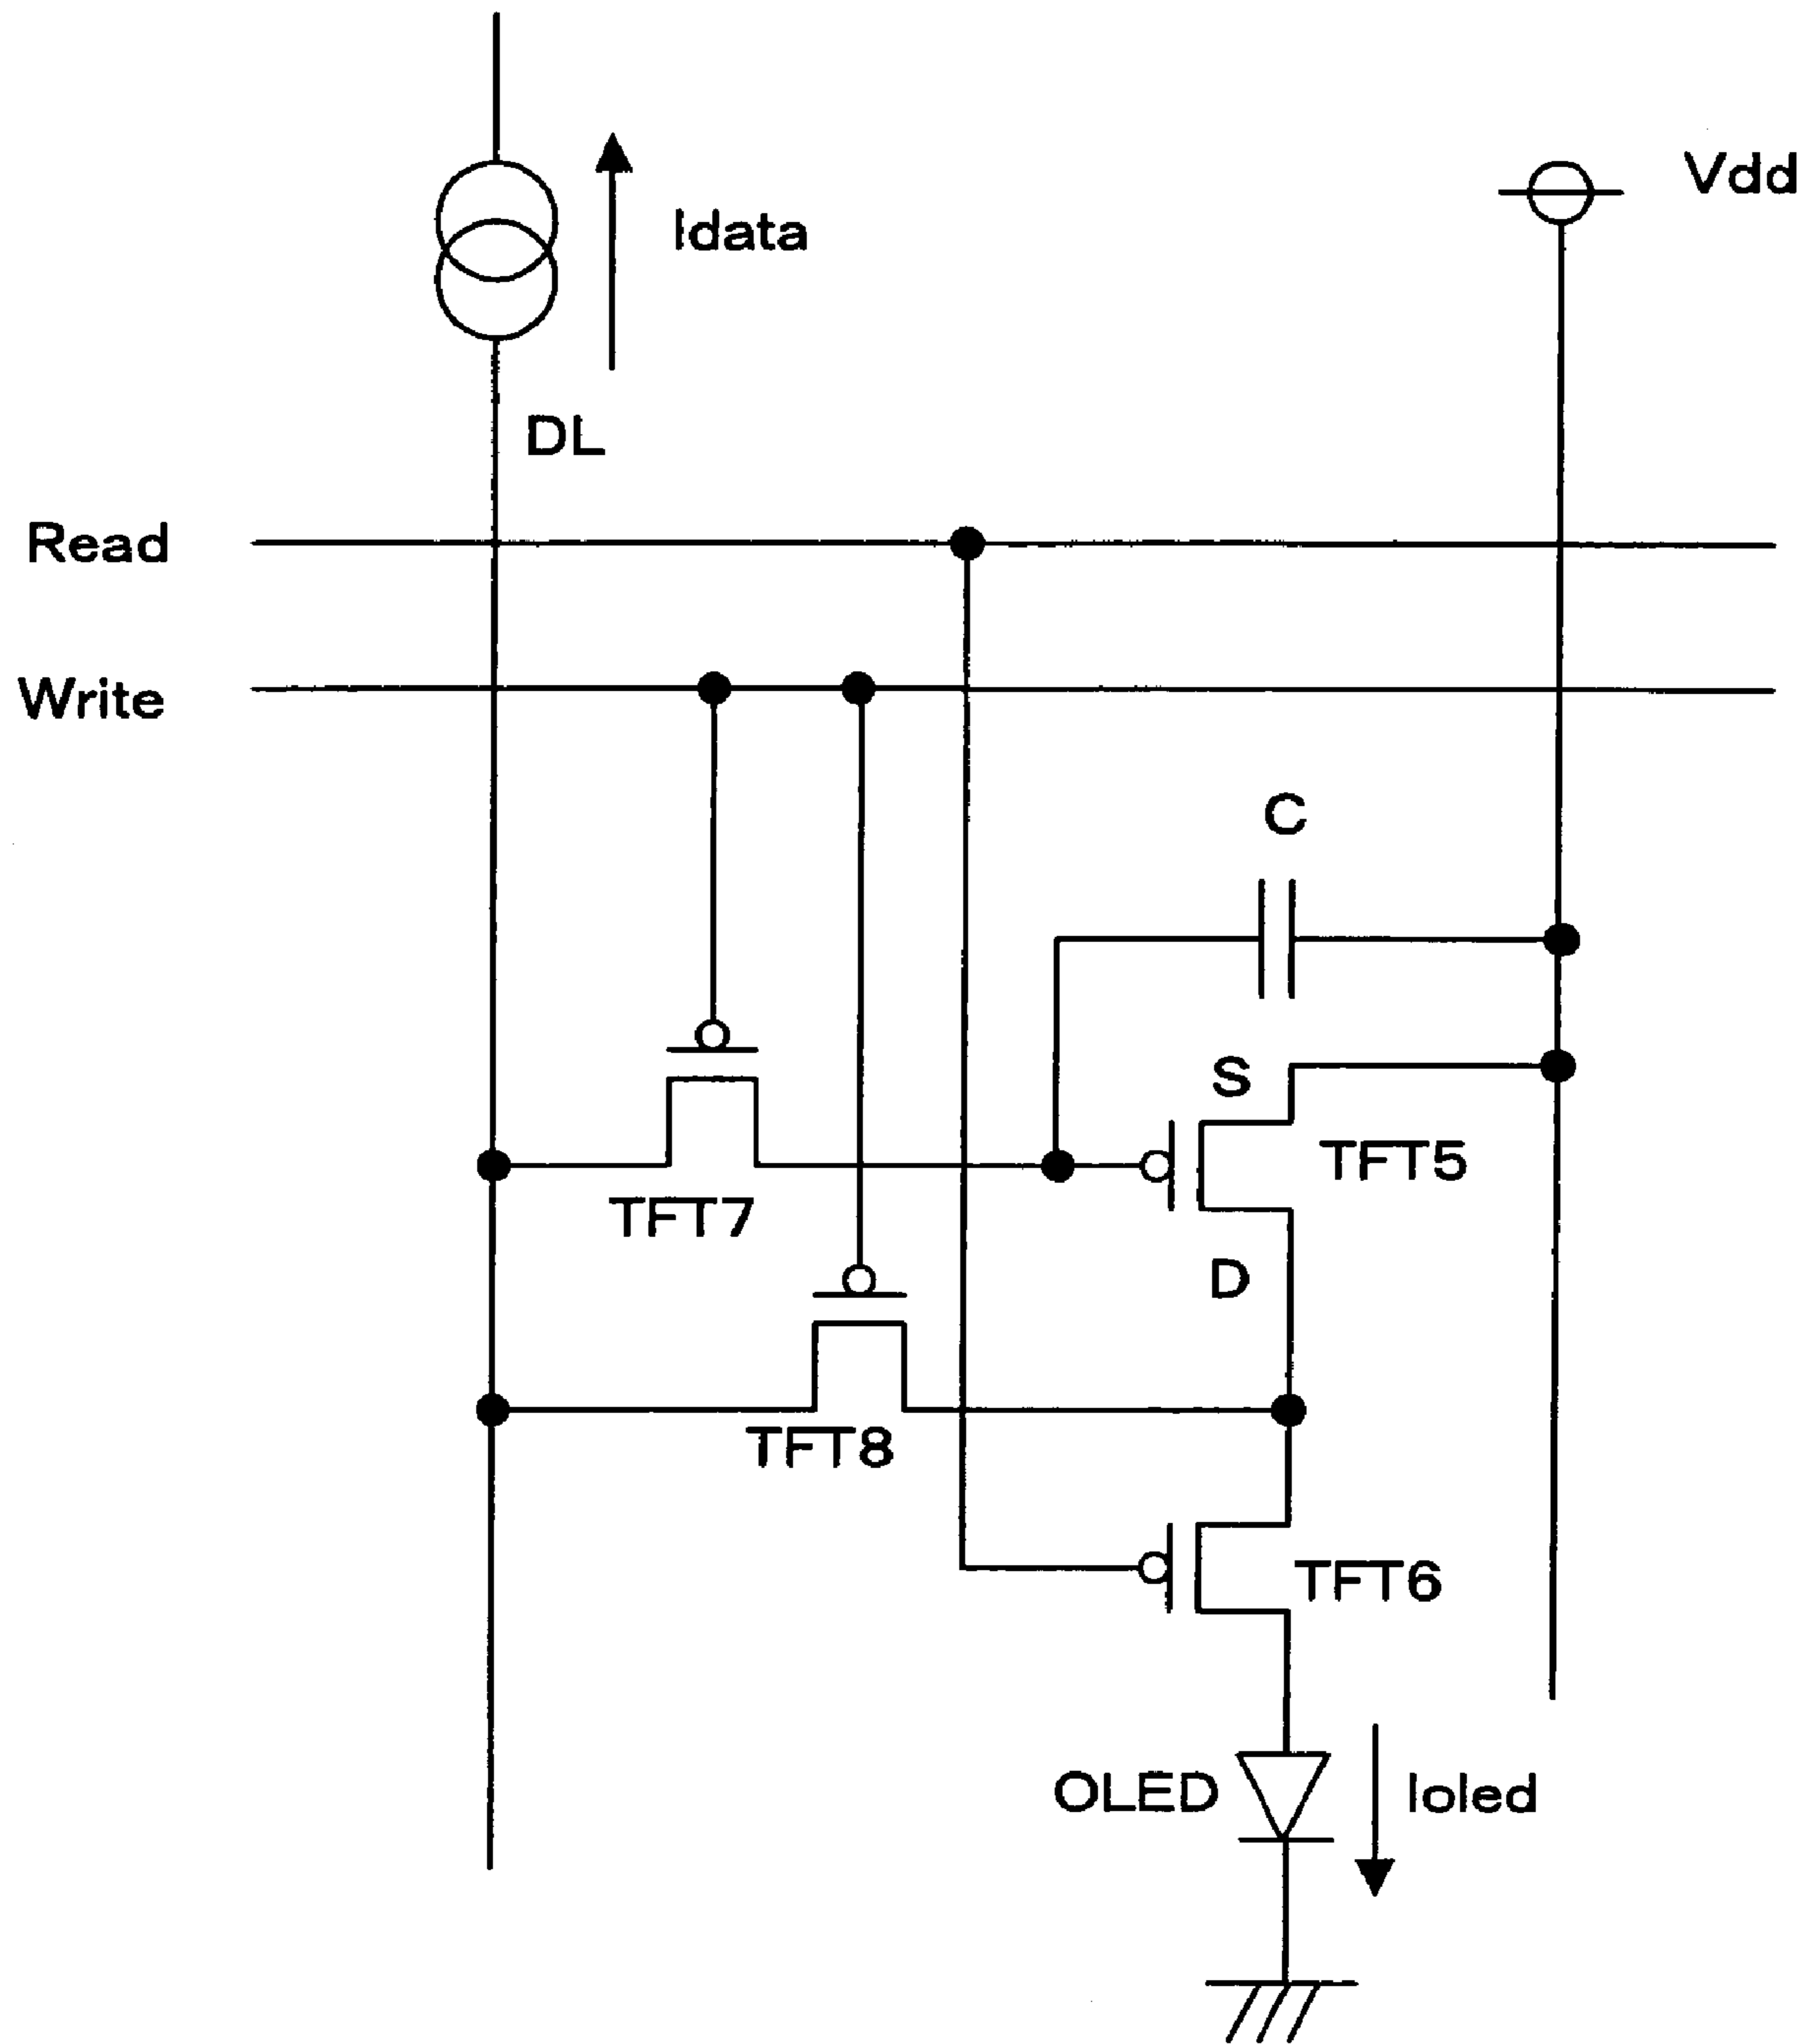 Vdd
Idata
DL
Read
Write
C
S
TFT5
TFT7
D
TFT8
TFT6
OLED
Ioled